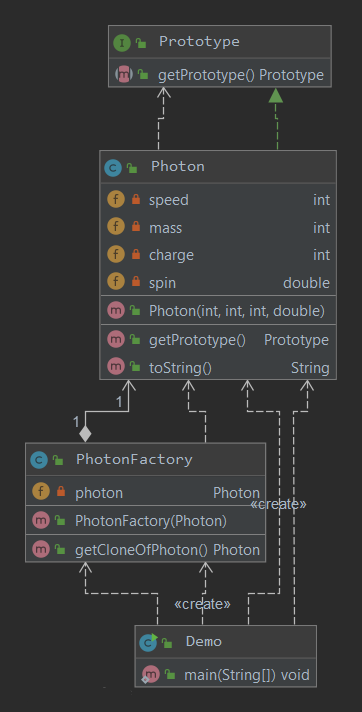 I Prototype
m getPrototype() Prototype
C Photon
f speed int
f mass int
f charge int
f spin double
m Photon(int, int, int, double)
m getPrototype() Prototype
m toString() String
1
1
C PhotonFactory
f photon Photon
m PhotonFactory(Photon)
«create»
m getCloneOfPhoton() Photon
«create»
C Demo
m main(String[]) void